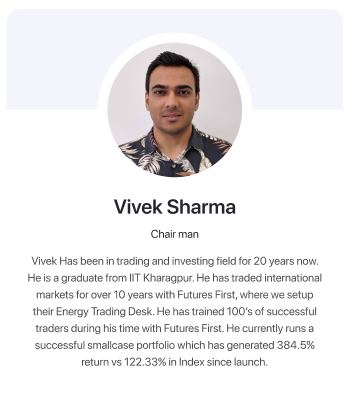 Vivek Sharma
Chair man
Vivek Has been in trading and investing field for 20 years now.
He is a graduate from IIT Kharagpur. He has traded international
markets for over 10 years with Futures First, where we setup
their Energy Trading Desk. He has trained 100's of successful
traders during his time with Futures First. He currently runs a
successful smallcase portfolio which has generated 384.5%
return vs 122.33% in Index since launch.